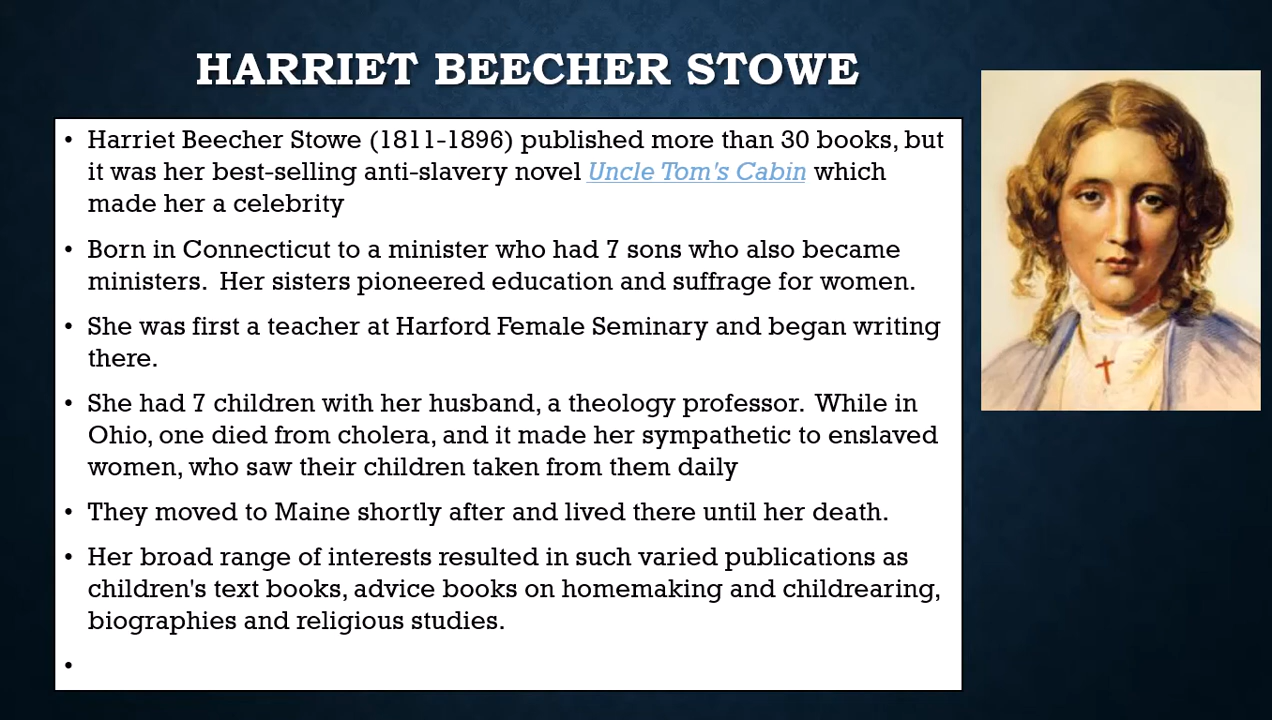 HARRIET BEECHER STOWE
• Harriet Beecher Stowe (1811-1896) published more than 30 books, but
it was her best-selling anti-slavery novel Uncle Tom's Cabin which
made her a celebrity
• Born in Connecticut to a minister who had 7 sons who also became
ministers.  Her sisters pioneered education and suffrage for women.
• She was first a teacher at Harford Female Seminary and began writing
there.
• She had 7 children with her husband, a theology professor.  While in
Ohio, one died from cholera, and it made her sympathetic to enslaved
women, who saw their children taken from them daily
• They moved to Maine shortly after and lived there until her death.
• Her broad range of interests resulted in such varied publications as
children's text books, advice books on homemaking and childrearing,
biographies and religious studies.
•